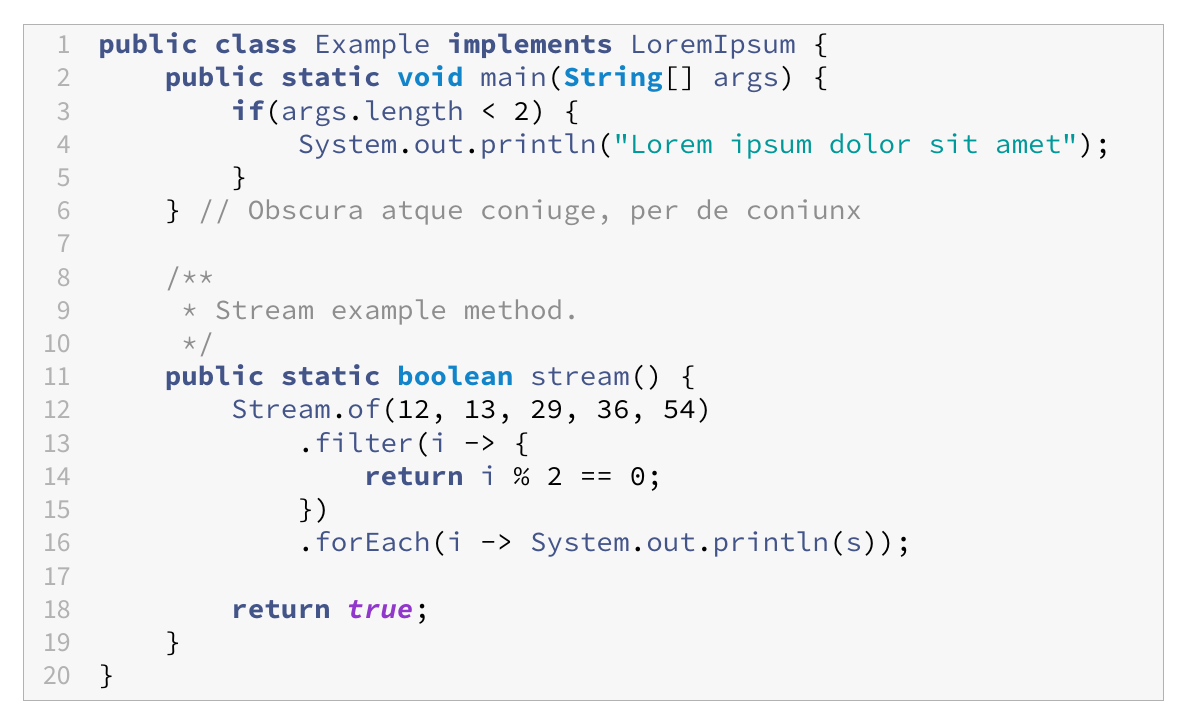 1 public class Example implements LoremIpsum {
2     public static void main(String[] args) {
3         if(args.length < 2) {
4             System.out.println("Lorem ipsum dolor sit amet");
5         }
6     } // Obscura atque coniuge, per de coniunx
7
8     /**
9      * Stream example method.
10      */
11     public static boolean stream() {
12         Stream.of(12, 13, 29, 36, 54)
13             .filter(i -> {
14                 return i % 2 == 0;
15             })
16             .forEach(i -> System.out.println(s));
17
18         return true;
19     }
20 }